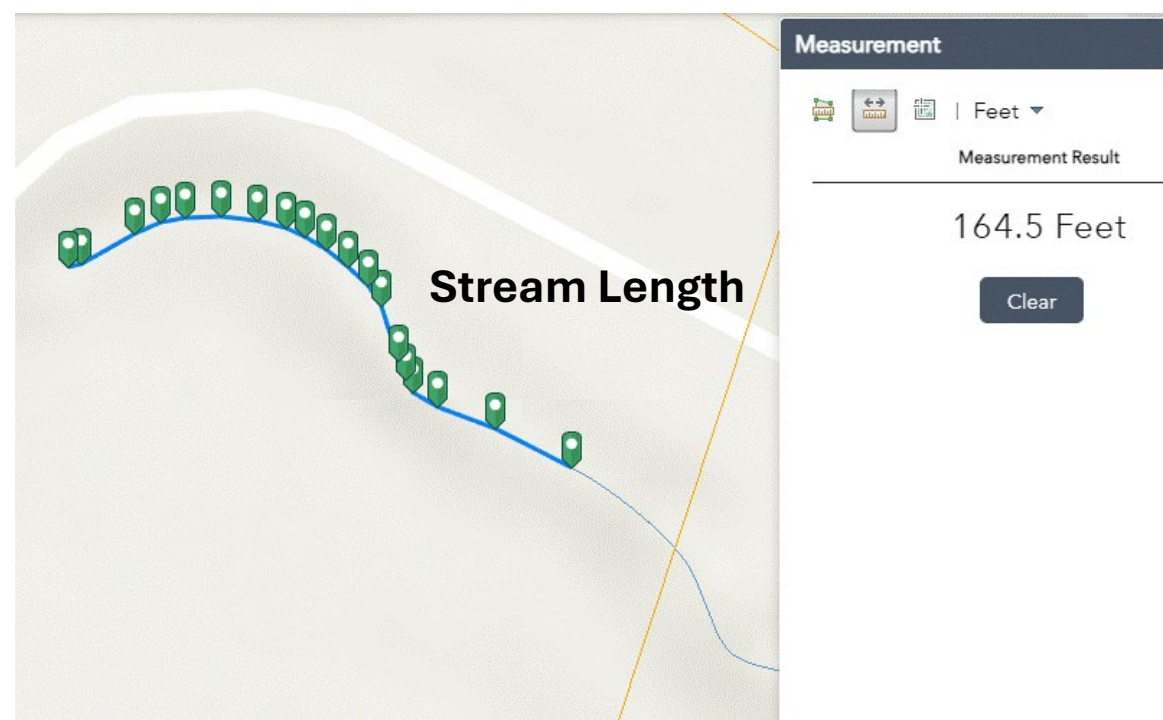 Measurement
| Feet
Measurement Result
164.5 Feet
Clear
Stream Length